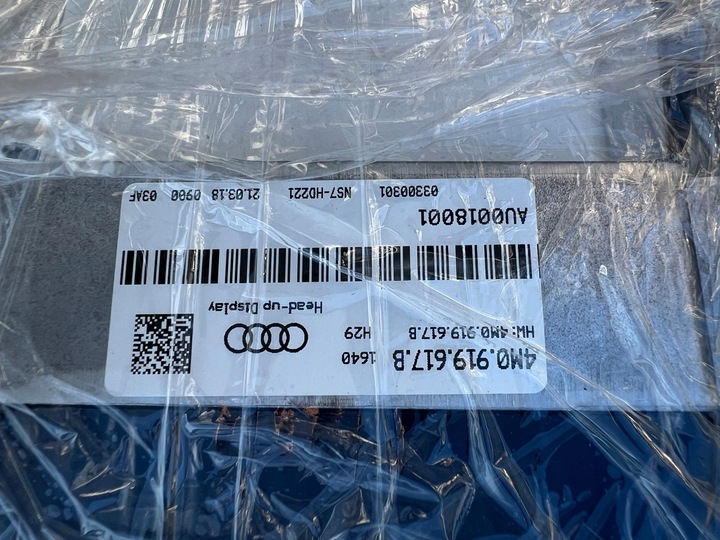 4M0.919.617.B 1640
HW: 4M0.919.617.B H29
Head-up Display
AU0018001
03300301 NS7-HD221 21.03.18 0900 03AF